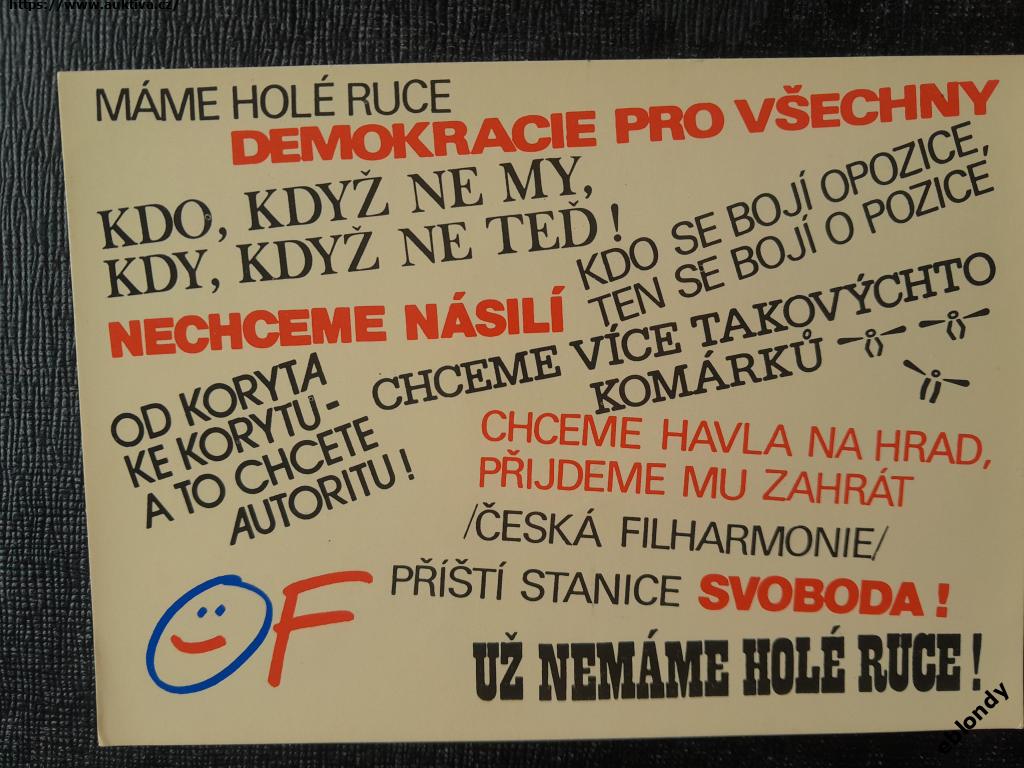 https://www.auktiva.cz/
MÁME HOLÉ RUCE
DEMOKRACIE PRO VŠECHNY
KDO, KDYŽ NE MY,
KDY, KDYŽ NE TEĎ!
KDO SE BOJÍ OPOZICE,
TEN SE BOJÍ O POZICE
NECHCEME NÁSILÍ
CHCEME VÍCE TAKOVÝCHTO
KOMÁRKŮ
OD KORYTA
KE KORYTU-
A TO CHCETE
AUTORITU!
CHCEME HAVLA NA HRAD,
PŘIJDEME MU ZAHRÁT
/ČESKÁ FILHARMONIE/
OF
PŘÍŠTÍ STANICE SVOBODA!
UŽ NEMÁME HOLÉ RUCE!
eblondy